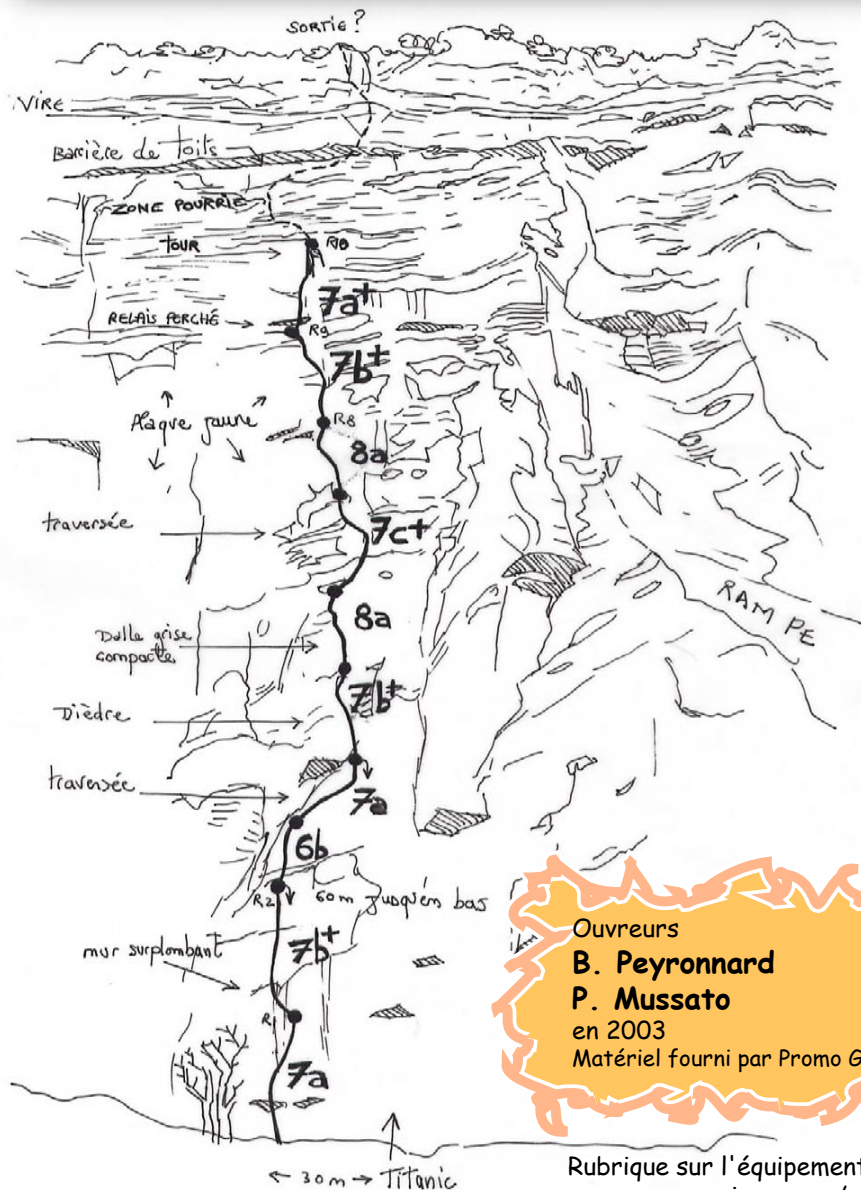 SORTIE ?
VIRE
Barrière de toits
ZONE POURRIE
TOUR
R10
7a+
RELAIS PERCHÉ
R9
7b+
Plaque jaune
R8
8a
traversée
7c+
RAMPE
8a
Dalle grise
compacte
7b+
Dièdre
traversée
7a
6b
R2
60m jusqu'en bas
7b+
mur surplombant
R
7a
30m
Titanic
Ouvreurs
B. Peyronnard
P. Mussato
en 2003
Matériel fourni par Promo G
Rubrique sur l'équipement